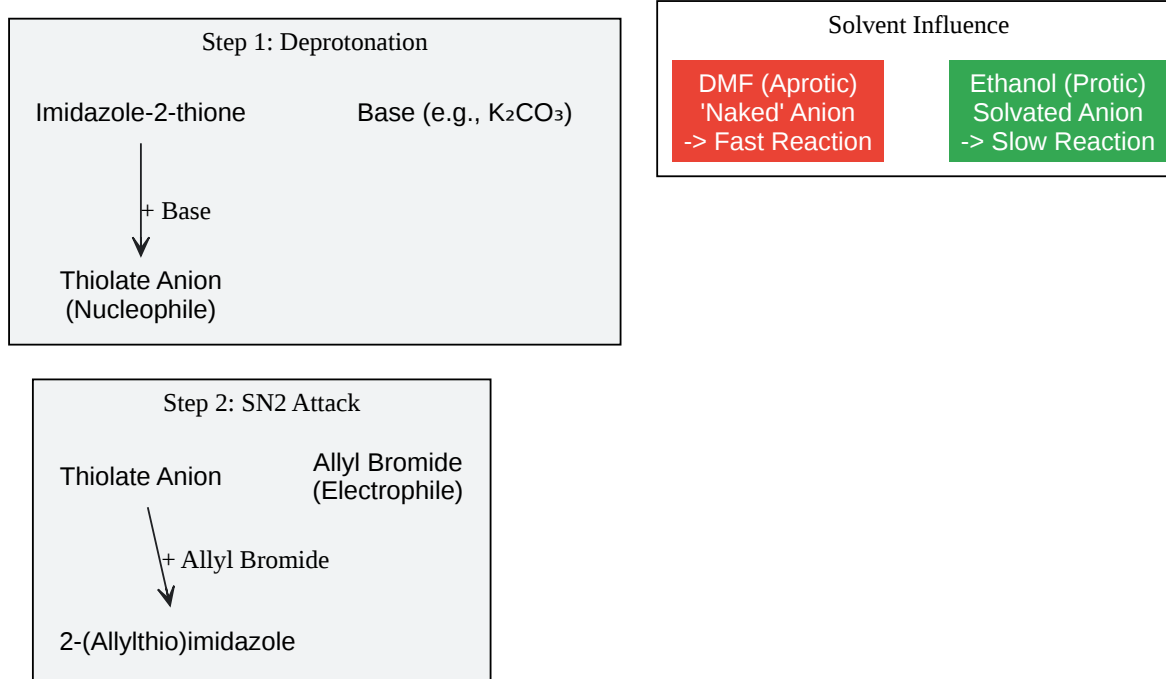 Step 1: Deprotonation
Imidazole-2-thione
Base (e.g., K₂CO₃)
+ Base
Thiolate Anion
(Nucleophile)
Solvent Influence
DMF (Aprotic)
'Naked' Anion
-> Fast Reaction
Ethanol (Protic)
Solvated Anion
-> Slow Reaction
Step 2: SN2 Attack
Thiolate Anion
Allyl Bromide
(Electrophile)
+ Allyl Bromide
2-(Allylthio)imidazole